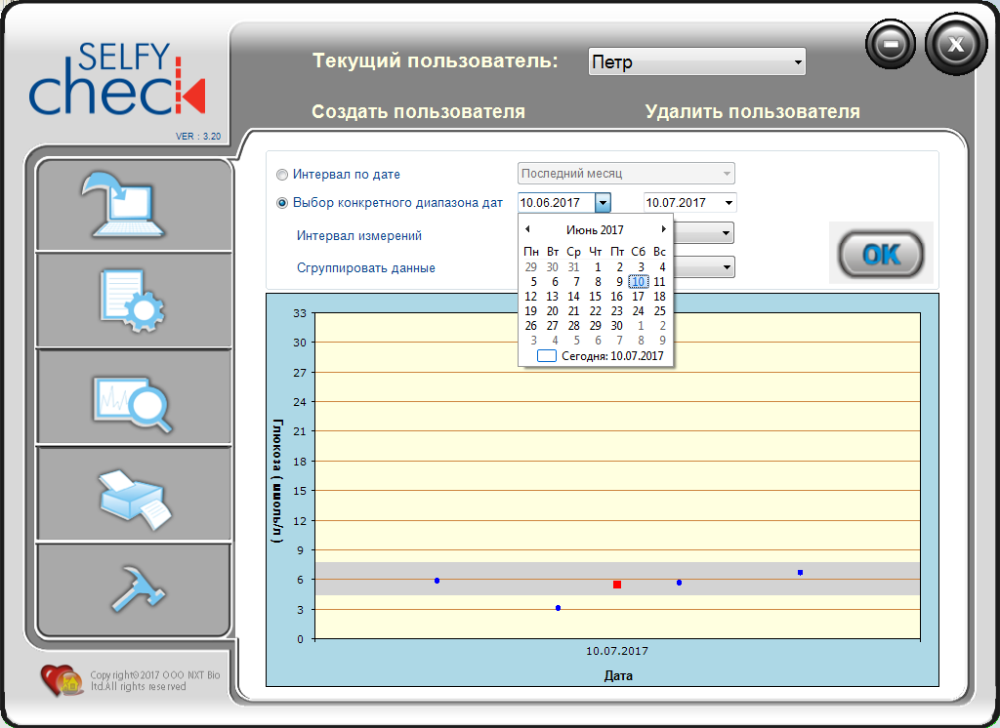 SELFY
check
VER : 3.20
Текущий пользователь: Петр
Создать пользователя Удалить пользователя
X
Интервал по дате Последний месяц
Выбор конкретного диапазона дат 10.06.2017 10.07.2017
Интервал измерений
Сгруппировать данные
OK
Июнь 2017
Пн Вт Ср Чт Пт Сб Вс
29 30 31 1 2 3 4
5 6 7 8 9 10 11
12 13 14 15 16 17 18
19 20 21 22 23 24 25
26 27 28 29 30 1 2
3 4 5 6 7 8 9
Сегодня: 10.07.2017
33
30
27
24
21
18
15
12
9
6
3
0
Глюкоза ( ммоль/л )
10.07.2017
Дата
Copyright©2017 OOO NXT Bio
ltd.All rights reserved